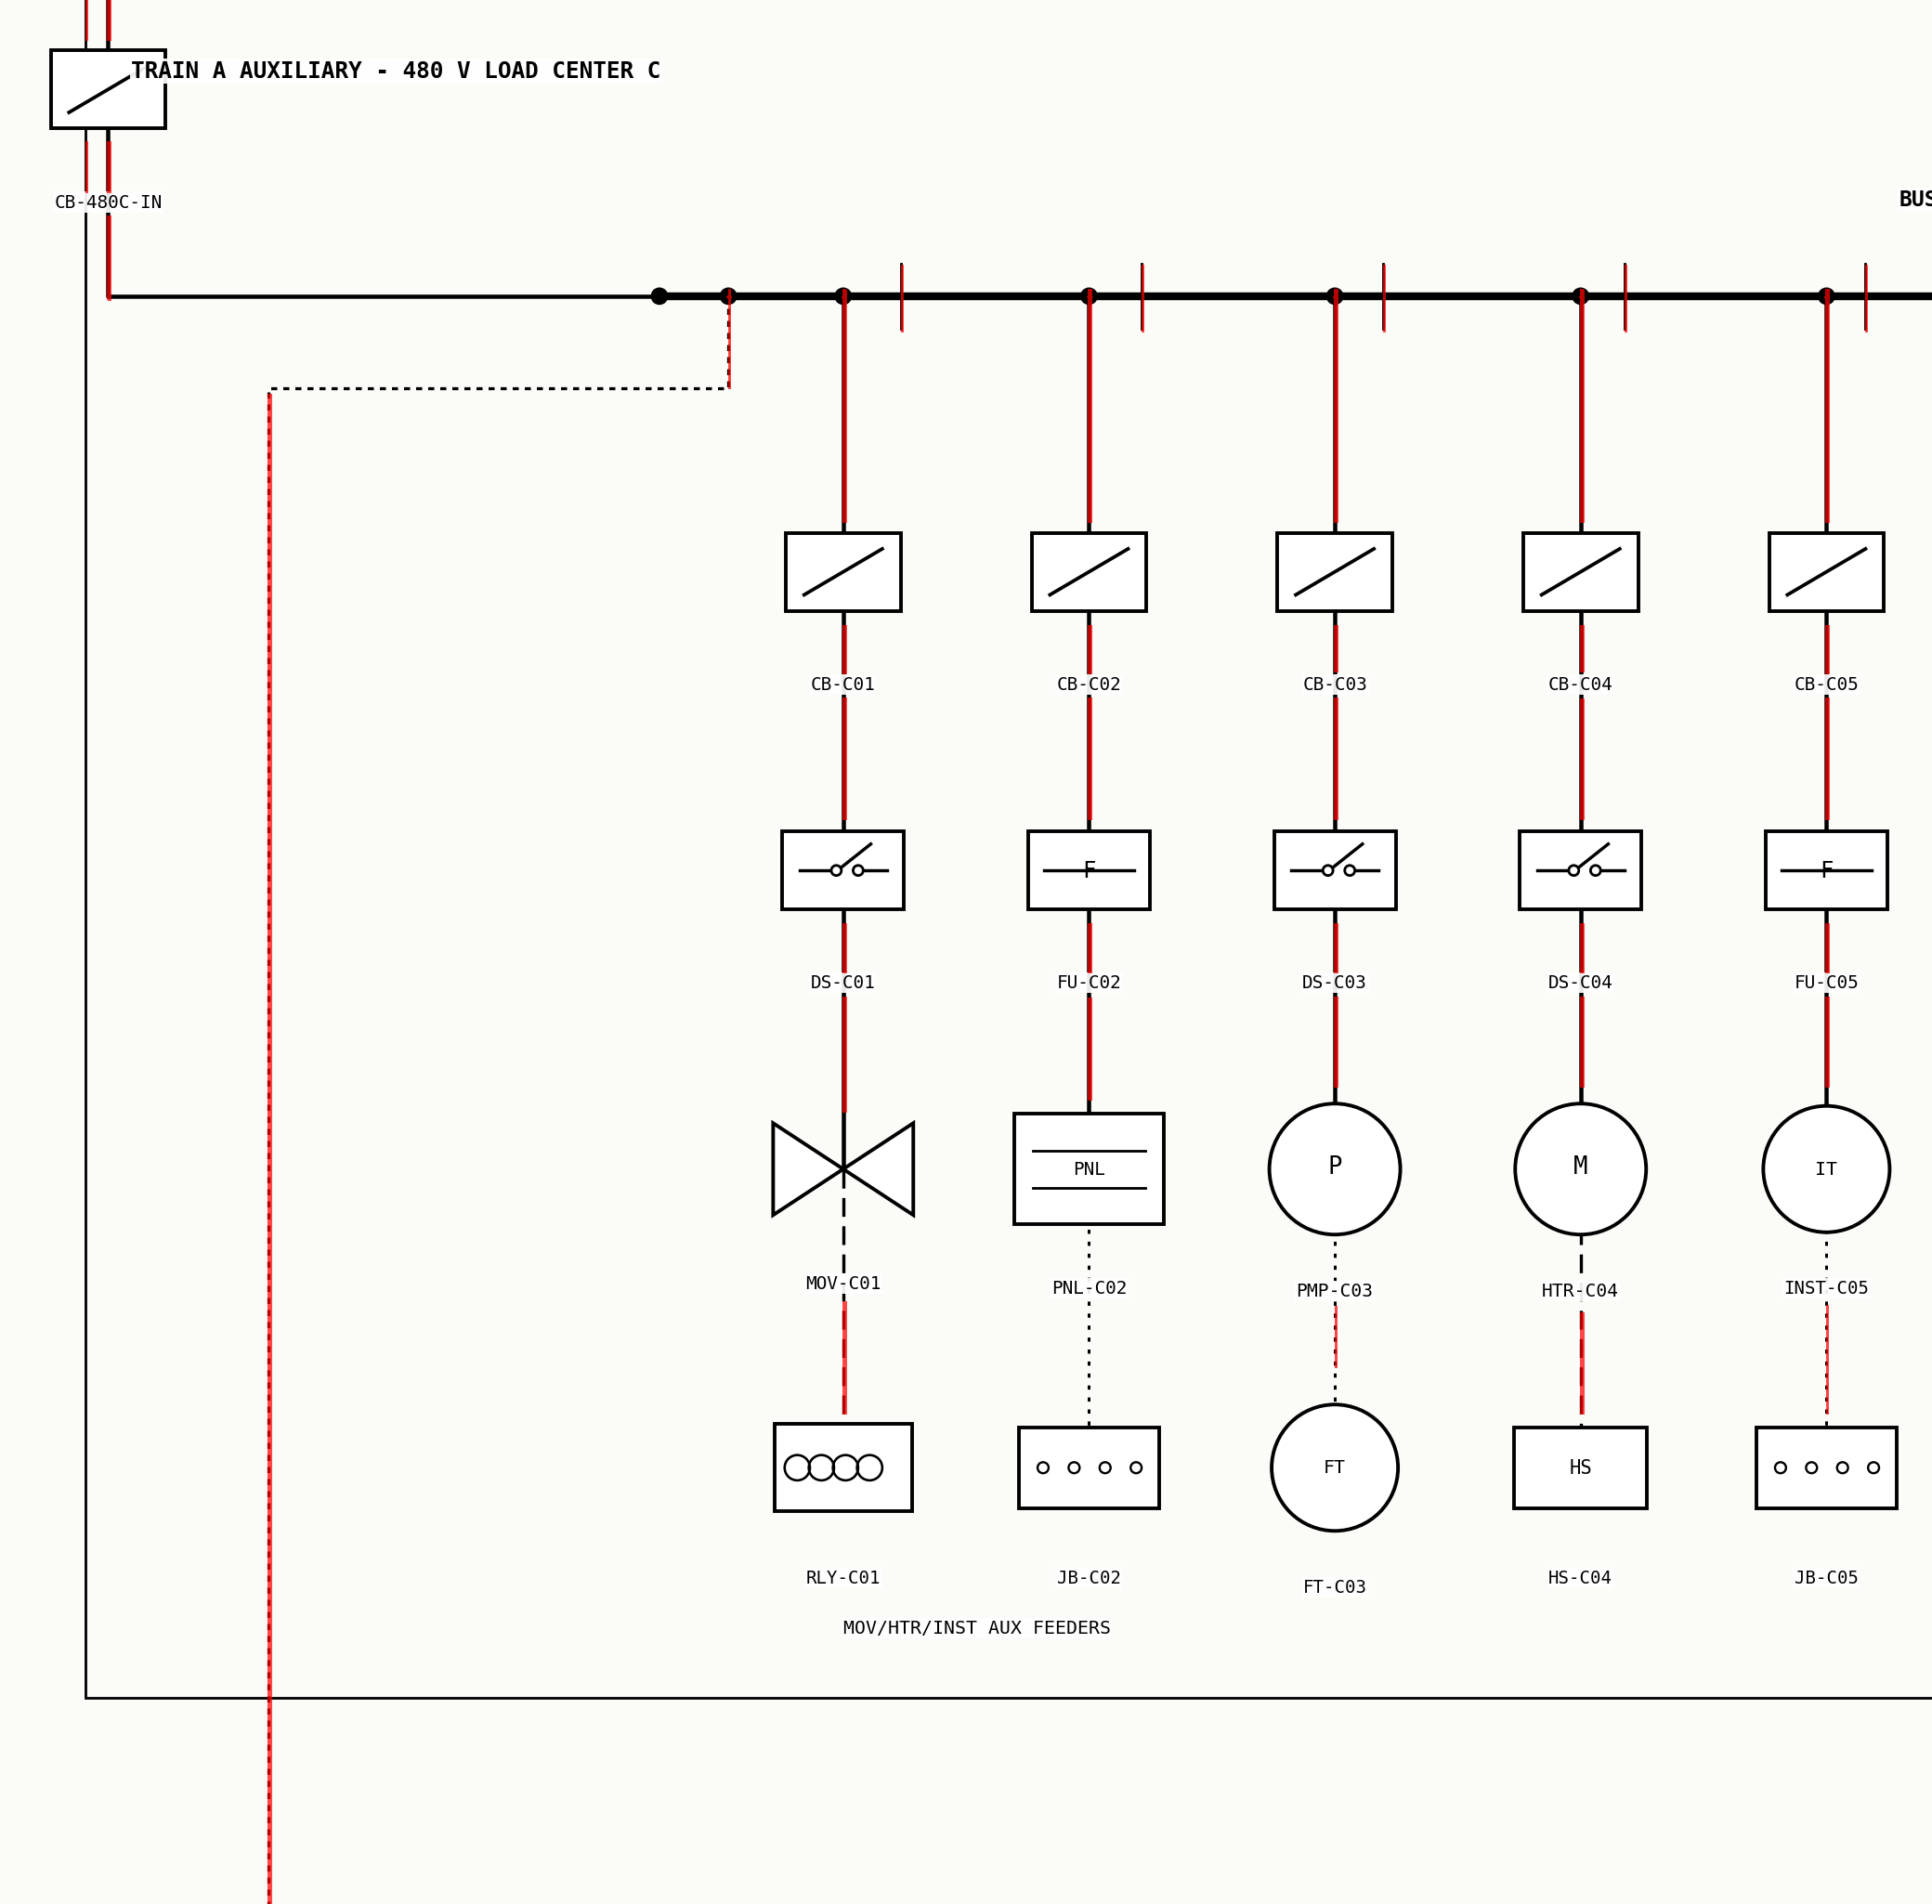 TRAIN A AUXILIARY - 480 V LOAD CENTER C
CB-480C-IN
BUS
CB-C01 CB-C02 CB-C03 CB-C04 CB-C05
F F
DS-C01 FU-C02 DS-C03 DS-C04 FU-C05
PNL P M IT
MOV-C01 PNL-C02 PMP-C03 HTR-C04 INST-C05
FT HS
RLY-C01 JB-C02 FT-C03 HS-C04 JB-C05
MOV/HTR/INST AUX FEEDERS